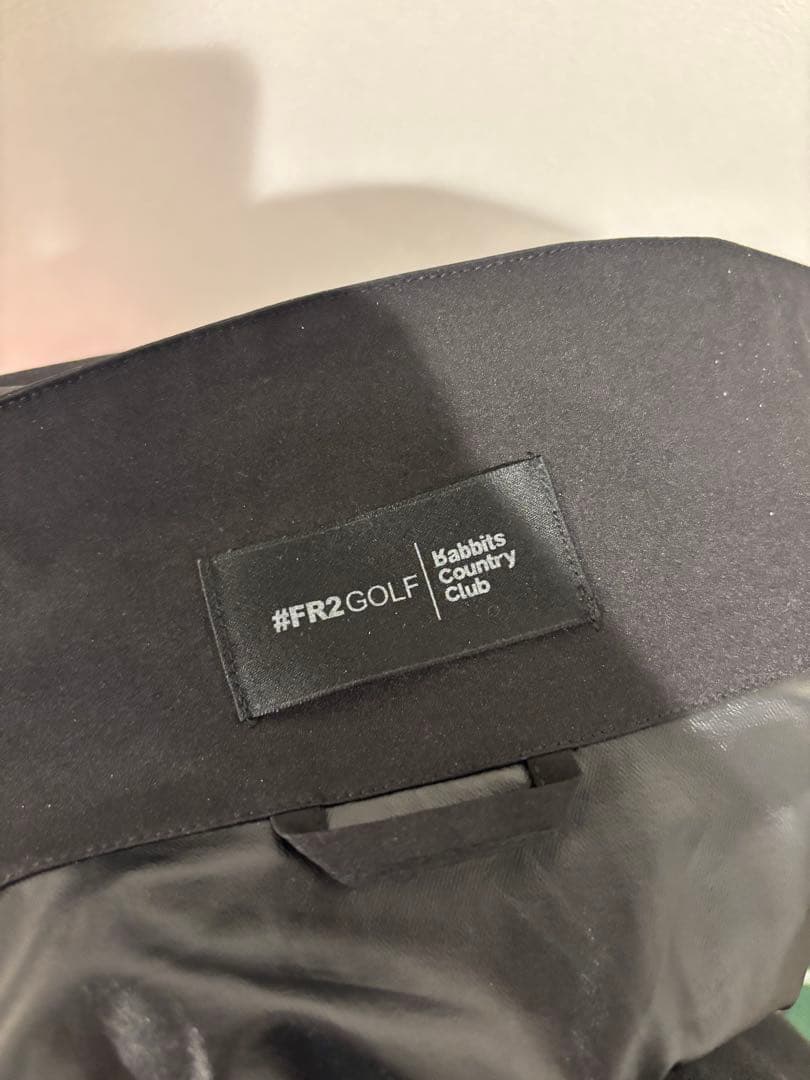 #FR2GOLF
Rabbits
Country
Club